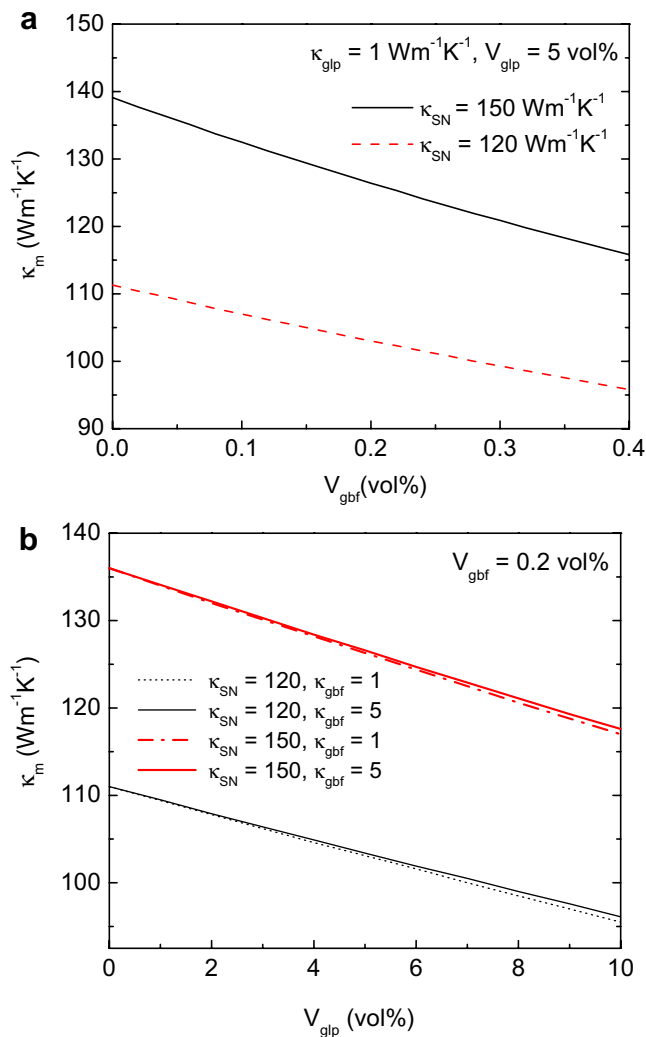 a
κglp = 1 Wm⁻¹K⁻¹, Vglp = 5 vol%
κSN = 150 Wm⁻¹K⁻¹
κSN = 120 Wm⁻¹K⁻¹
150
140
130
120
110
100
90
κm (Wm⁻¹K⁻¹)
0.0 0.1 0.2 0.3 0.4
Vgbf(vol%)
b
Vgbf = 0.2 vol%
κSN = 120, κgbf = 1
κSN = 120, κgbf = 5
κSN = 150, κgbf = 1
κSN = 150, κgbf = 5
140
130
120
110
100
κm (Wm⁻¹K⁻¹)
0 2 4 6 8 10
Vglp (vol%)